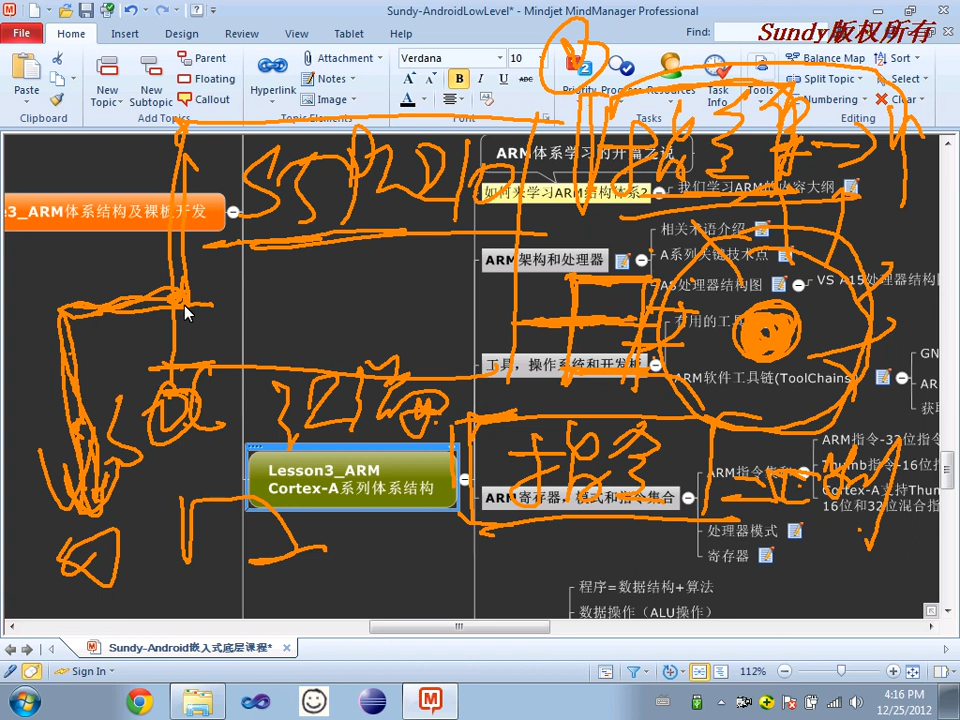 Sundy-AndroidLowLevel* - Mindjet MindManager Professional
File Home Insert Design Review View Tablet Help Find:
Sundy版权所有
Paste
Clipboard
New Topic
New Subtopic
Parent
Floating
Callout
Add Topics
Hyperlink
Attachment
Notes
Image
Topic Elements
Verdana 10
B I U
Font
Priority Progress Resources Task Info Tools
Tasks
Balance Map
Split Topic
Numbering
Sort
Select
Clear
Editing
ARM体系学习的开篇之说
如何来学习ARM结构体系2
我们学习ARM的内容大纲
3_ARM体系结构及裸板开发
相关术语介绍
ARM架构和处理器
A系列关键技术点
A8处理器结构图
VS A15处理器结构
有用的工具
工具，操作系统和开发板
ARM软件工具链(ToolChains)
GN
AR
获取
Lesson3_ARM
Cortex-A系列体系结构
ARM寄存器，模式和指令集合
ARM指令集和
ARM指令-32位指令
Thumb指令-16位
Cortex-A支持Thum
16位和32位混合指
处理器模式
寄存器
程序=数据结构+算法
数据操作（ALU操作）
指令
Sundy-Android嵌入式底层课程*
Sign In
112%
4:16 PM
12/25/2012